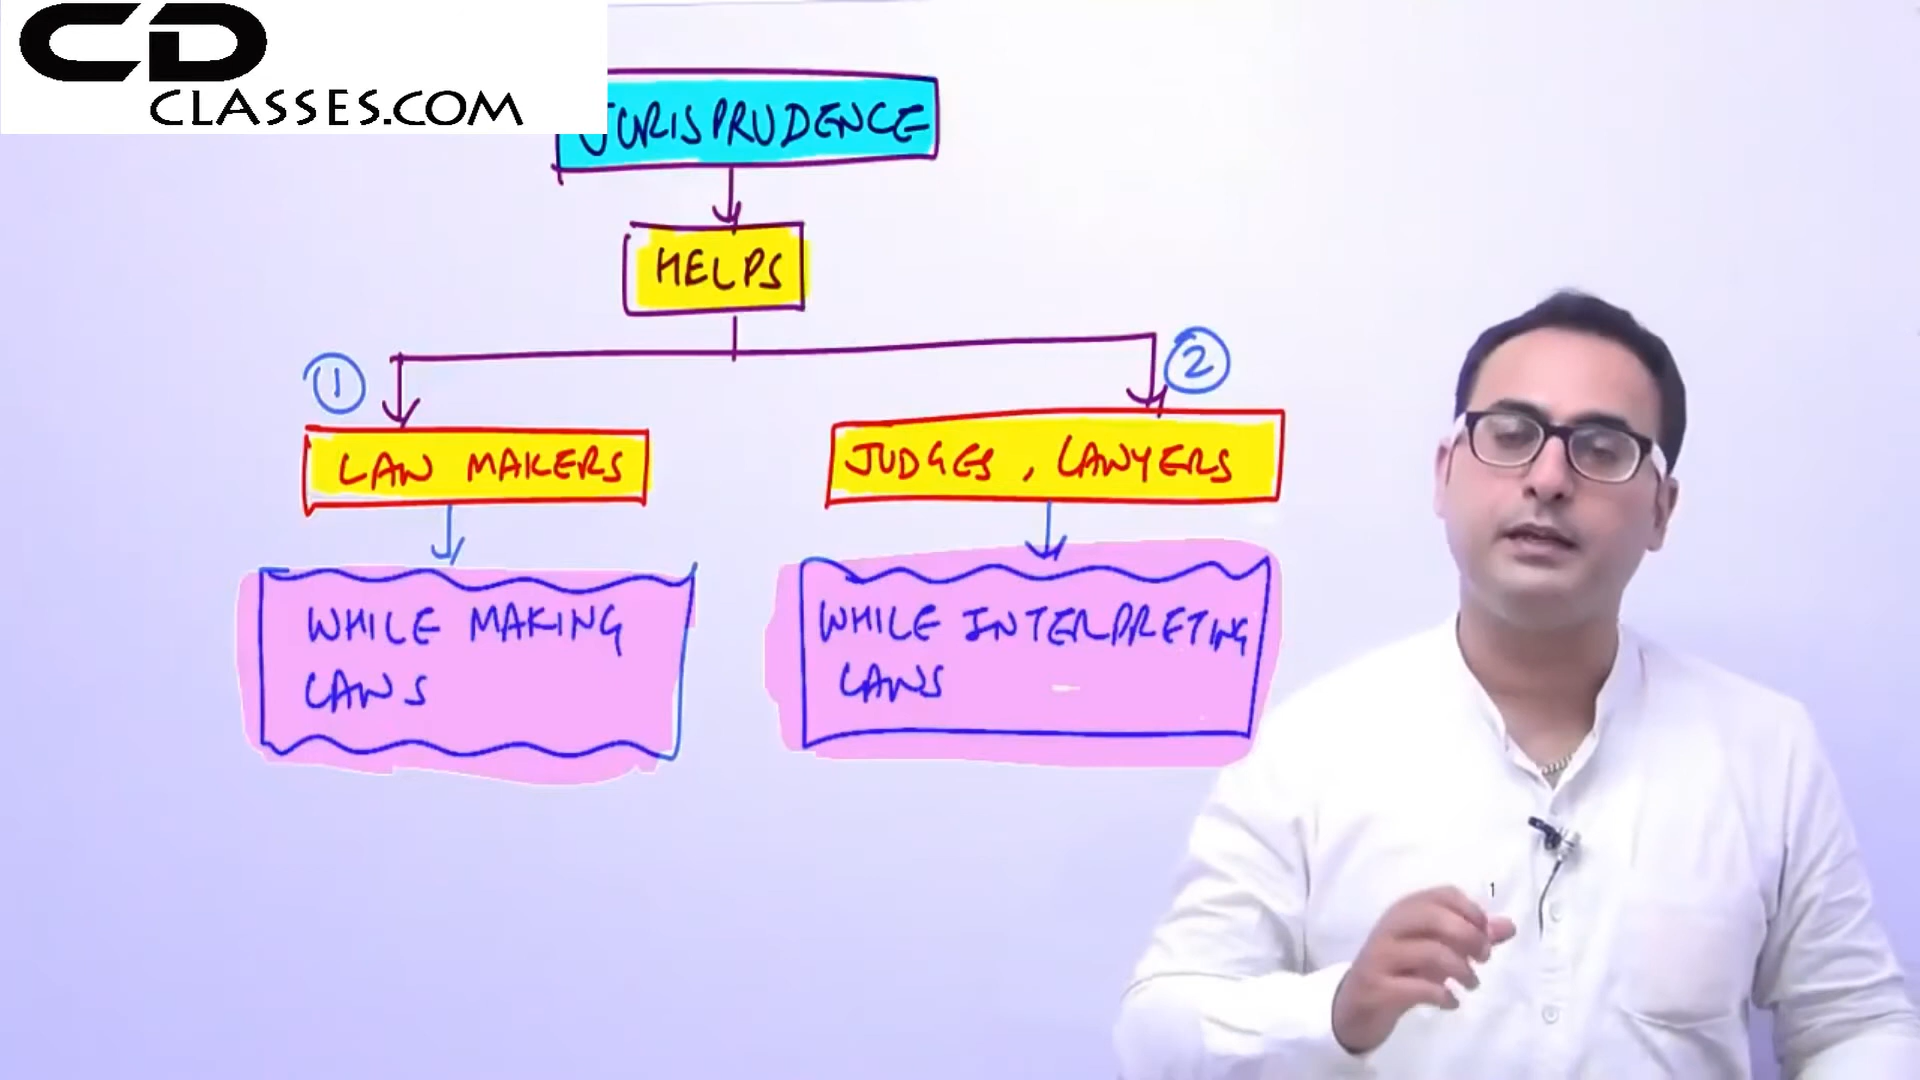 CD
CLASSES.COM
JURISPRUDENCE
HELPS
1
2
LAW MAKERS
JUDGES, LAWYERS
WHILE MAKING
LAWS
WHILE INTERPRETING
LAWS